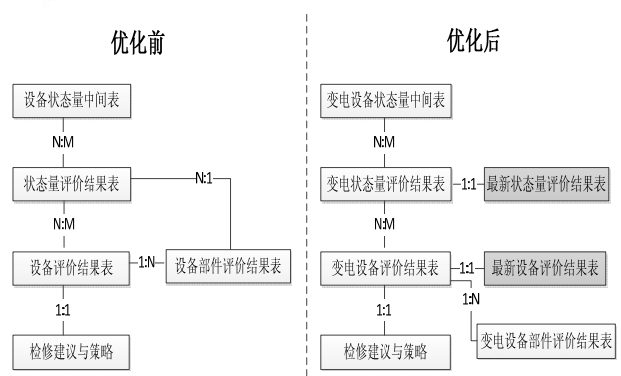 优化前
设备状态量中间表
N:M
状态量评价结果表
N:1
N:M
设备评价结果表
1:N
设备部件评价结果表
1:1
检修建议与策略
优化后
变电设备状态量中间表
N:M
变电状态量评价结果表
1:1
最新状态量评价结果表
N:M
变电设备评价结果表
1:1
最新设备评价结果表
1:N
1:1
变电设备部件评价结果表
检修建议与策略